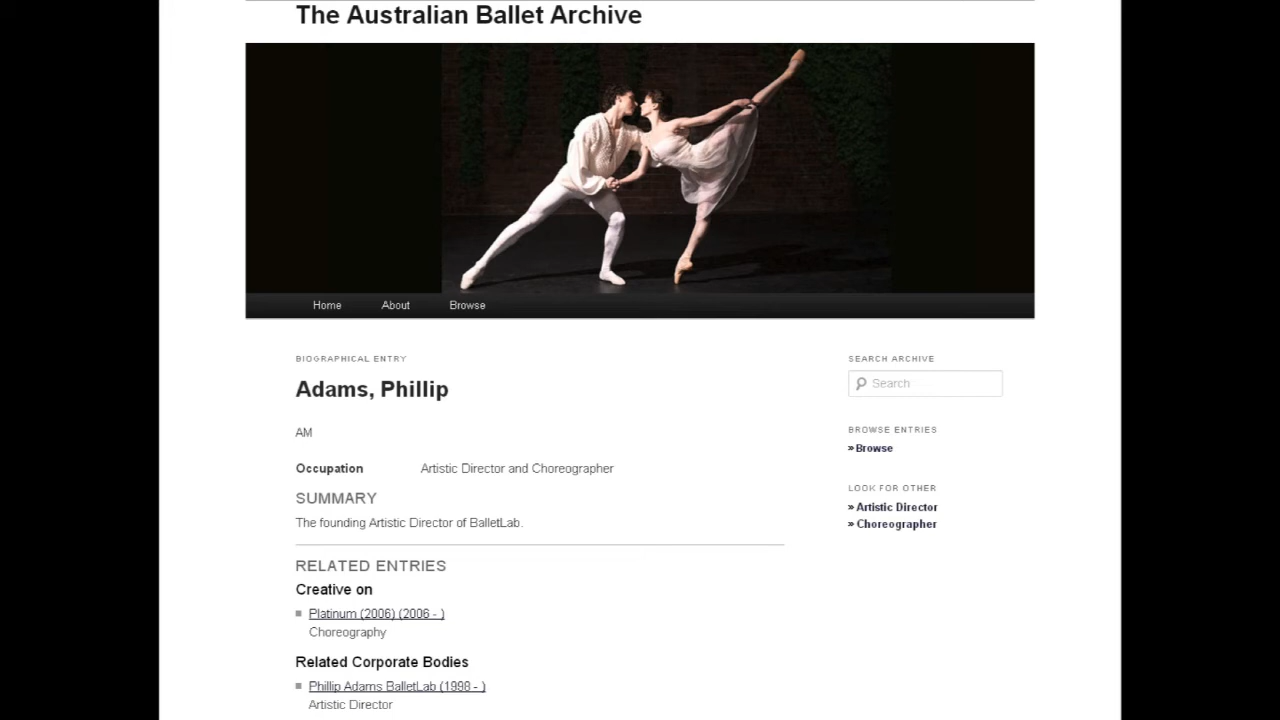 The Australian Ballet Archive
Home About Browse
BIOGRAPHICAL ENTRY
Adams, Phillip
AM
Occupation Artistic Director and Choreographer
SUMMARY
The founding Artistic Director of BalletLab.
RELATED ENTRIES
Creative on
Platinum (2006) (2006 - )
Choreography
Related Corporate Bodies
Phillip Adams BalletLab (1998 - )
Artistic Director
SEARCH ARCHIVE
Search
BROWSE ENTRIES
» Browse
LOOK FOR OTHER
» Artistic Director
» Choreographer